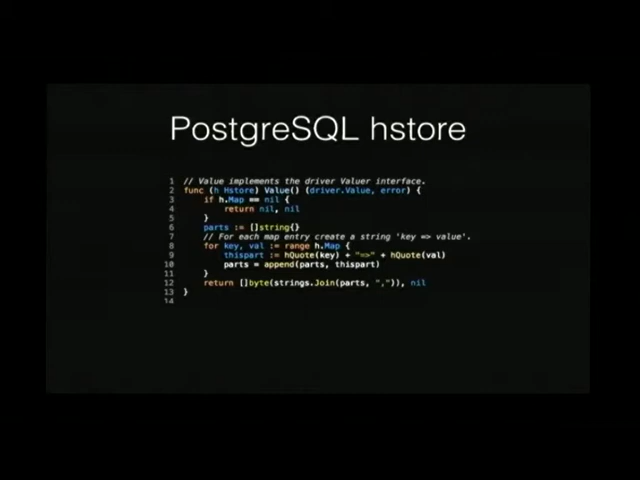 PostgreSQL hstore
1 // Value implements the driver Valuer interface.
2 func (h Hstore) Value() (driver.Value, error) {
3 if h.Map == nil {
4 return nil, nil
5 }
6 parts := []string{}
7 // For each map entry create a string 'key => value'.
8 for key, val := range h.Map {
9 thispart := hQuote(key) + "=>" + hQuote(val)
10 parts = append(parts, thispart)
11 }
12 return []byte(strings.Join(parts, ",")), nil
13 }
14